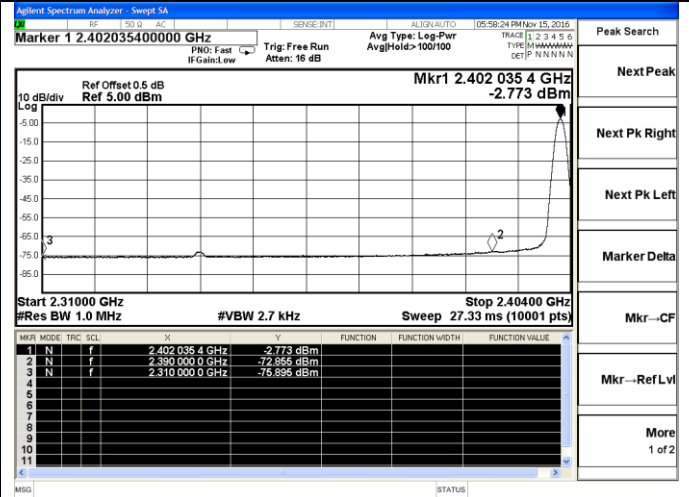 Agilent Spectrum Analyzer - Swept SA
LXI RF 50 Ω AC SENSE:INT ALIGN AUTO 05:58:24 PM Nov 15, 2016
Marker 1 2.402035400000 GHz
PNO: Fast
IFGain:Low
Trig: Free Run
Atten: 16 dB
Avg Type: Log-Pwr
Avg|Hold:>100/100
TRACE 1 2 3 4 5 6
TYPE M WWWWW
DET P N N N N N
Ref Offset 0.5 dB
Ref 5.00 dBm
10 dB/div
Log
Mkr1 2.402 035 4 GHz
-2.773 dBm
1
-5.00
-15.0
-25.0
-35.0
-45.0
-55.0
-65.0
-75.0
-85.0
3
2
Start 2.31000 GHz
Stop 2.40400 GHz
#Res BW 1.0 MHz
#VBW 2.7 kHz
Sweep 27.33 ms (10001 pts)
MKR MODE TRC SCL X Y FUNCTION FUNCTION WIDTH FUNCTION VALUE
1 N f 2.402 035 4 GHz -2.773 dBm
2 N f 2.390 000 0 GHz -72.855 dBm
3 N f 2.310 000 0 GHz -75.895 dBm
4
5
6
7
8
9
10
11
MSG
STATUS
Peak Search
Next Peak
Next Pk Right
Next Pk Left
Marker Delta
Mkr→CF
Mkr→Ref Lvl
More
1 of 2